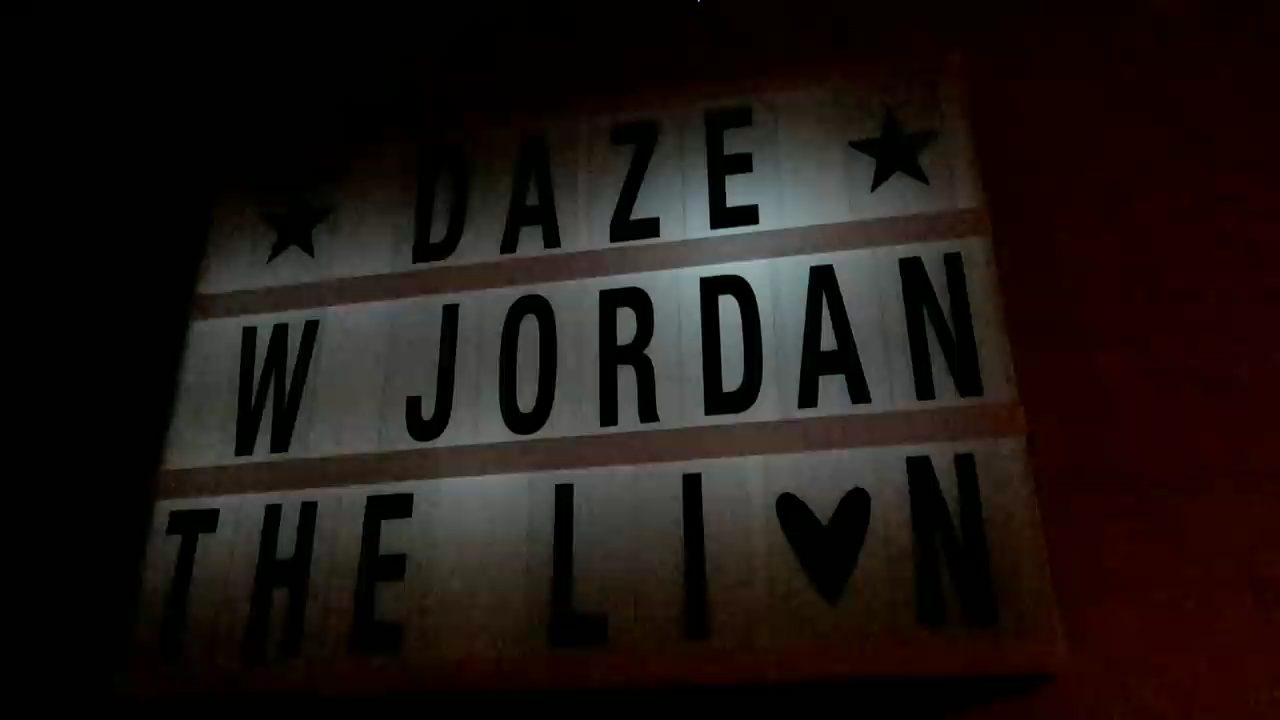 ★ DAZE ★
W JORDAN
THE LI♥N